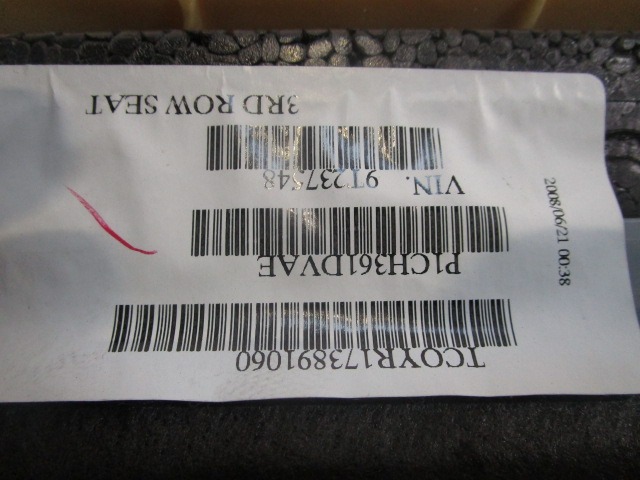 TCOYR173891060
P1CH361DVAE
VIN. 9T237548
3RD ROW SEAT
2008/06/21 00:38